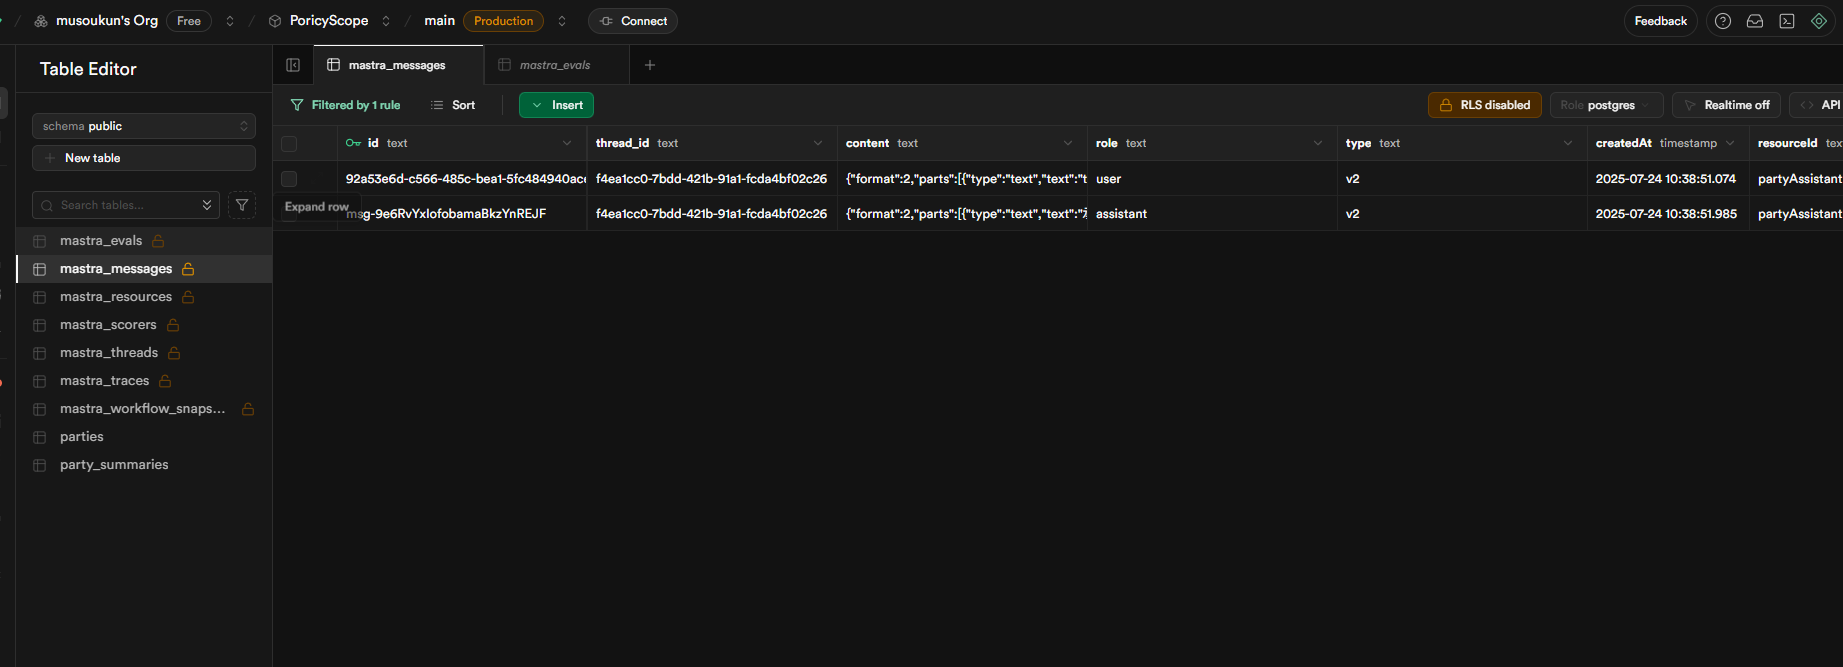 musoukun's Org Free PoricyScope main Production Connect Feedback
Table Editor
mastra_messages mastra_evals
Filtered by 1 rule Sort Insert RLS disabled Role postgres Realtime off API
schema public
New table
Search tables...
id text thread_id text content text role text type text createdAt timestamp resourceId
92a53e6d-c566-485c-bea1-5fc484940ace f4ea1cc0-7bdd-421b-91a1-fcda4bf02c26 {"format":2,"parts":[{"type":"text","text":"t user v2 2025-07-24 10:38:51.074 partyAssistant
Expand row
msg-9e6RvYxIofobamaBkzYnREJF f4ea1cc0-7bdd-421b-91a1-fcda4bf02c26 {"format":2,"parts":[{"type":"text","text":" assistant v2 2025-07-24 10:38:51.985 partyAssistant
mastra_evals
mastra_messages
mastra_resources
mastra_scorers
mastra_threads
mastra_traces
mastra_workflow_snaps...
parties
party_summaries